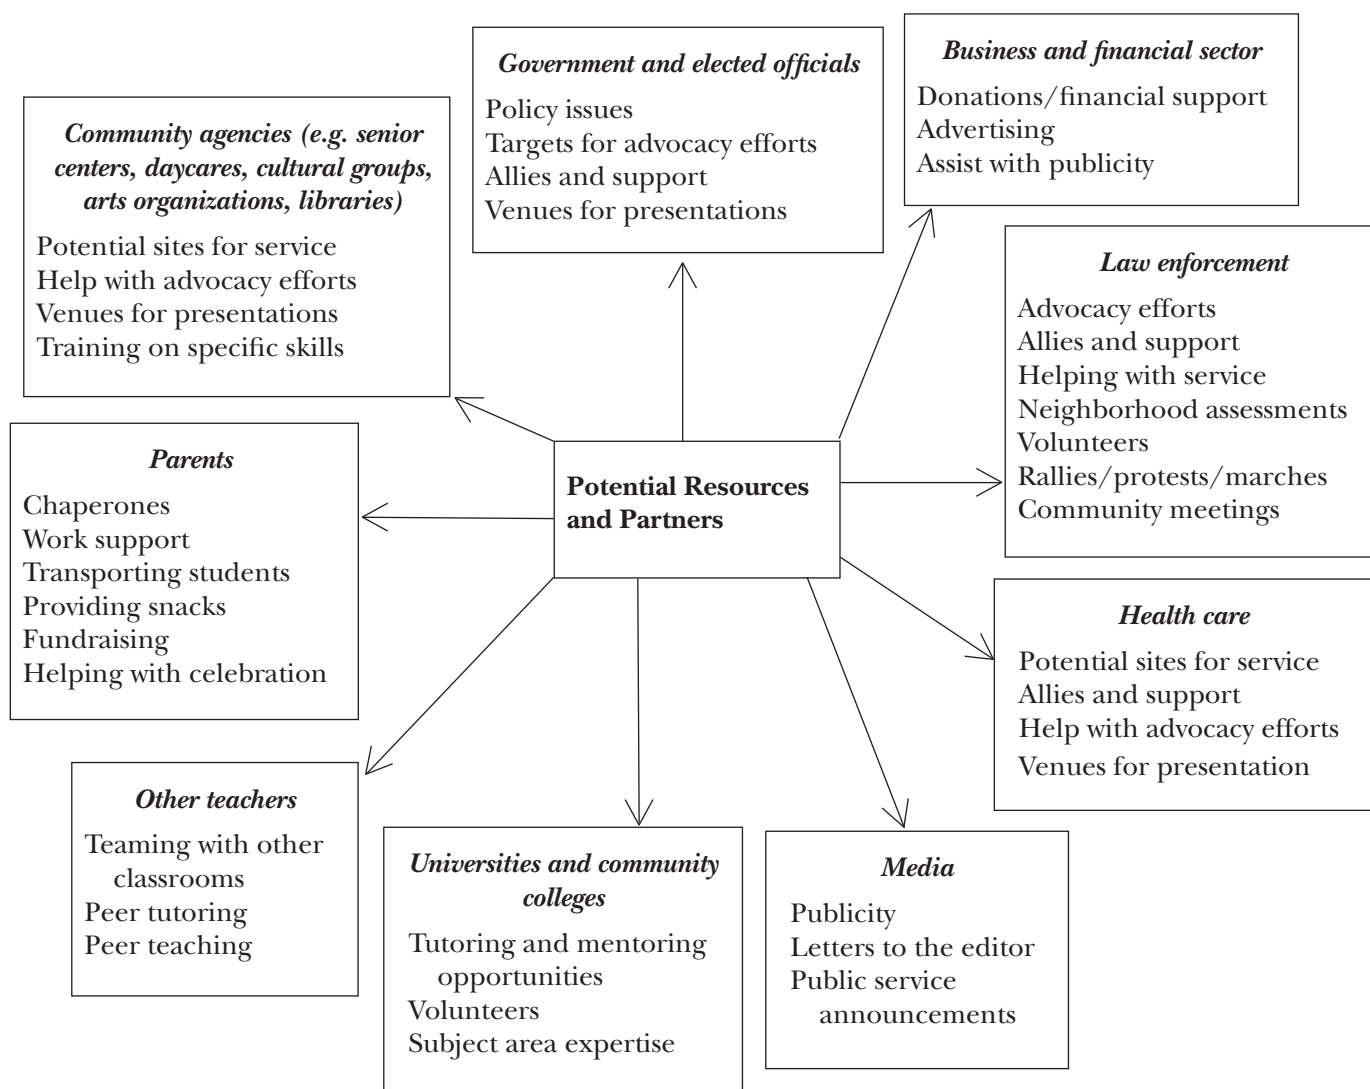 Community agencies (e.g. senior
centers, daycares, cultural groups,
arts organizations, libraries)
Potential sites for service
Help with advocacy efforts
Venues for presentations
Training on specific skills
Government and elected officials
Policy issues
Targets for advocacy efforts
Allies and support
Venues for presentations
Business and financial sector
Donations/financial support
Advertising
Assist with publicity
Law enforcement
Advocacy efforts
Allies and support
Helping with service
Neighborhood assessments
Volunteers
Rallies/protests/marches
Community meetings
Parents
Chaperones
Work support
Transporting students
Providing snacks
Fundraising
Helping with celebration
Potential Resources
and Partners
Health care
Potential sites for service
Allies and support
Help with advocacy efforts
Venues for presentation
Other teachers
Teaming with other
classrooms
Peer tutoring
Peer teaching
Universities and community
colleges
Tutoring and mentoring
opportunities
Volunteers
Subject area expertise
Media
Publicity
Letters to the editor
Public service
announcements